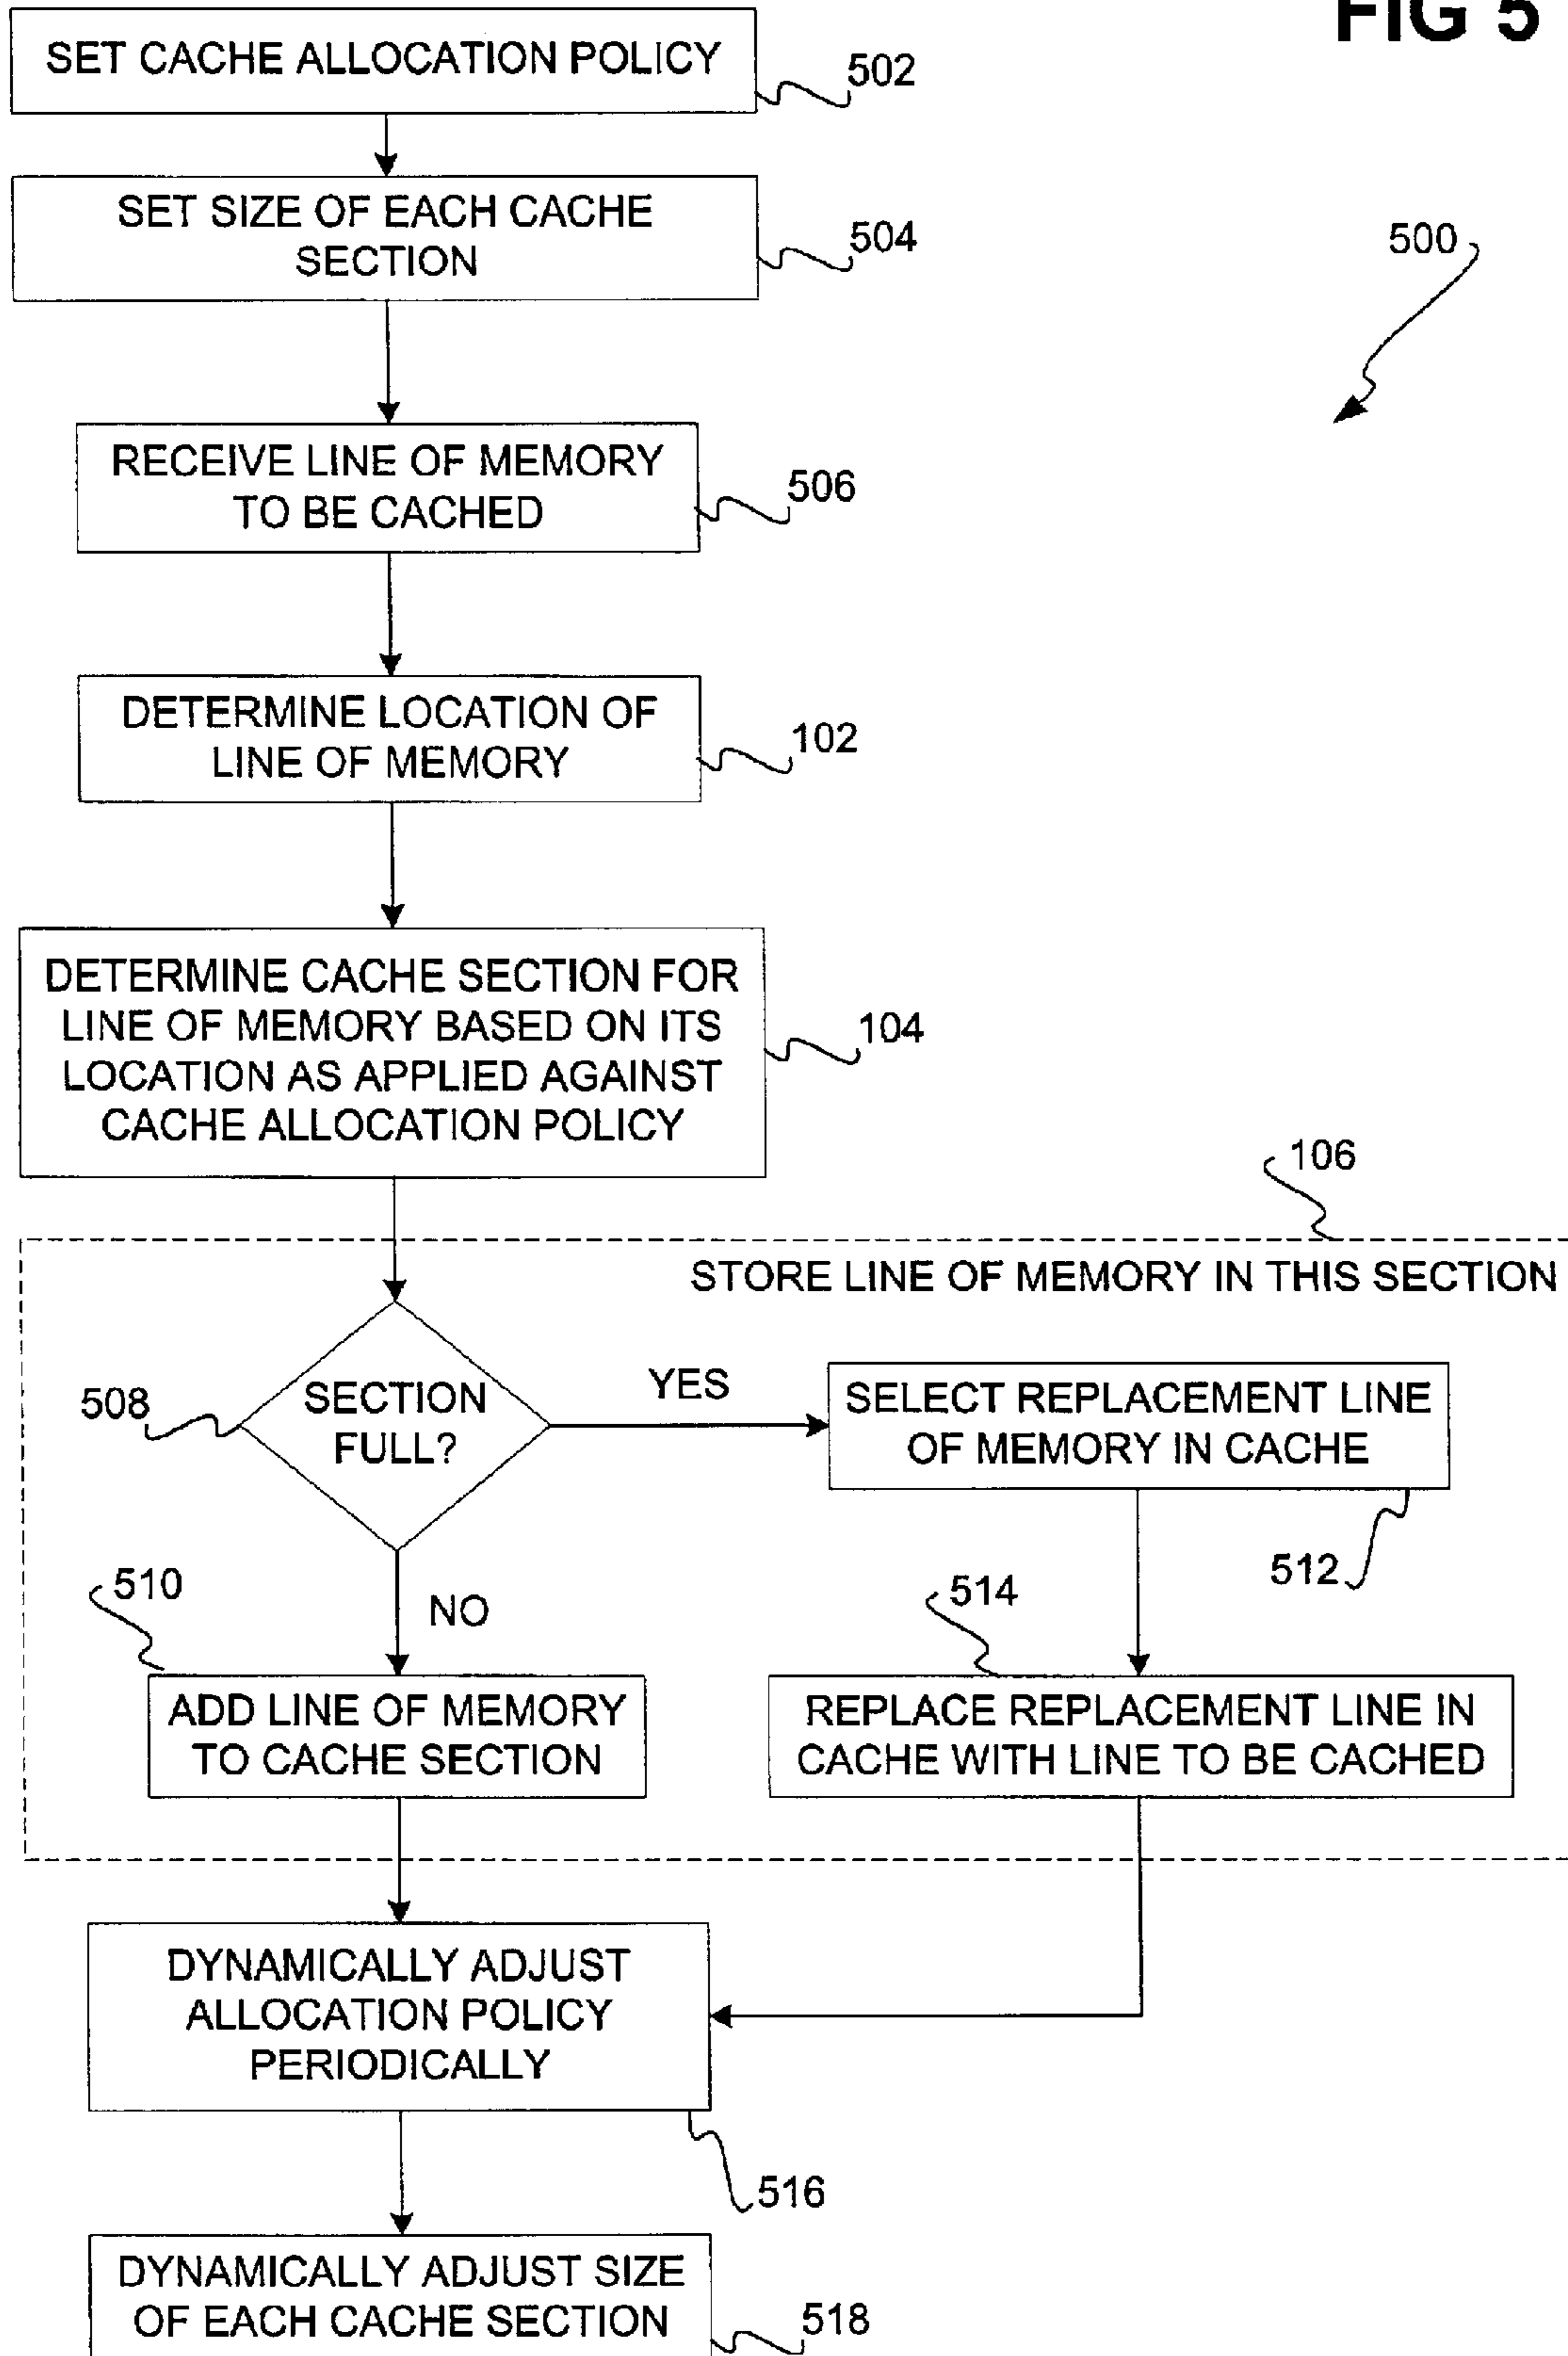 FIG 5
SET CACHE ALLOCATION POLICY
502
SET SIZE OF EACH CACHE
SECTION
504
500
RECEIVE LINE OF MEMORY
TO BE CACHED
506
DETERMINE LOCATION OF
LINE OF MEMORY
102
DETERMINE CACHE SECTION FOR
LINE OF MEMORY BASED ON ITS
LOCATION AS APPLIED AGAINST
CACHE ALLOCATION POLICY
104
106
STORE LINE OF MEMORY IN THIS SECTION
508
SECTION
FULL?
YES
SELECT REPLACEMENT LINE
OF MEMORY IN CACHE
512
NO
510
ADD LINE OF MEMORY
TO CACHE SECTION
514
REPLACE REPLACEMENT LINE IN
CACHE WITH LINE TO BE CACHED
DYNAMICALLY ADJUST
ALLOCATION POLICY
PERIODICALLY
516
DYNAMICALLY ADJUST SIZE
OF EACH CACHE SECTION
518